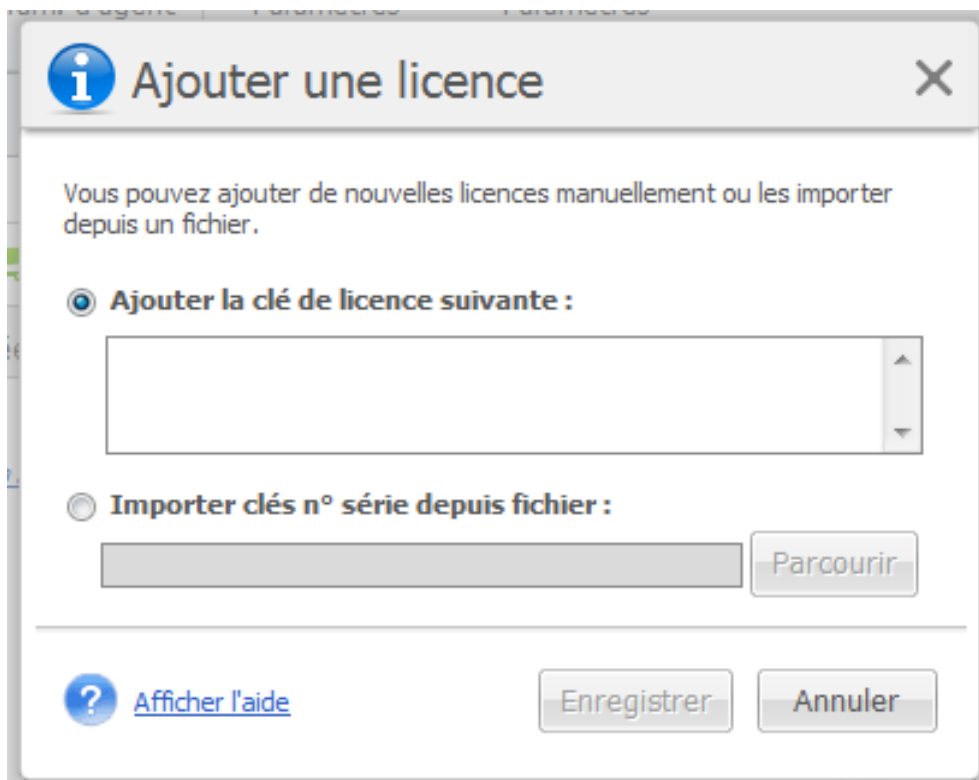 Paramètres
Ajouter une licence
Vous pouvez ajouter de nouvelles licences manuellement ou les importer
depuis un fichier.
Ajouter la clé de licence suivante :
Importer clés n° série depuis fichier :
Parcourir
Afficher l'aide
Enregistrer
Annuler